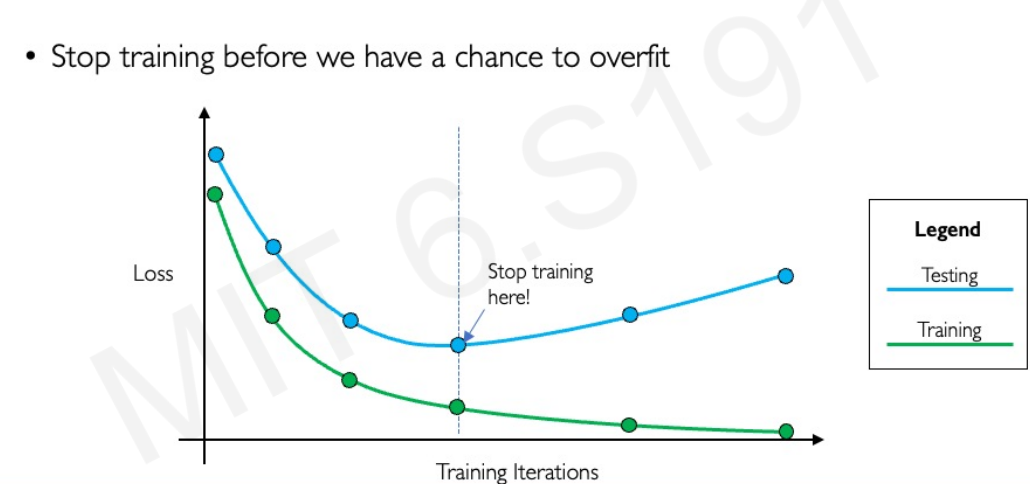 • Stop training before we have a chance to overfit
MIT 6.S191
Loss
Stop training
here!
Legend
Testing
Training
Training Iterations